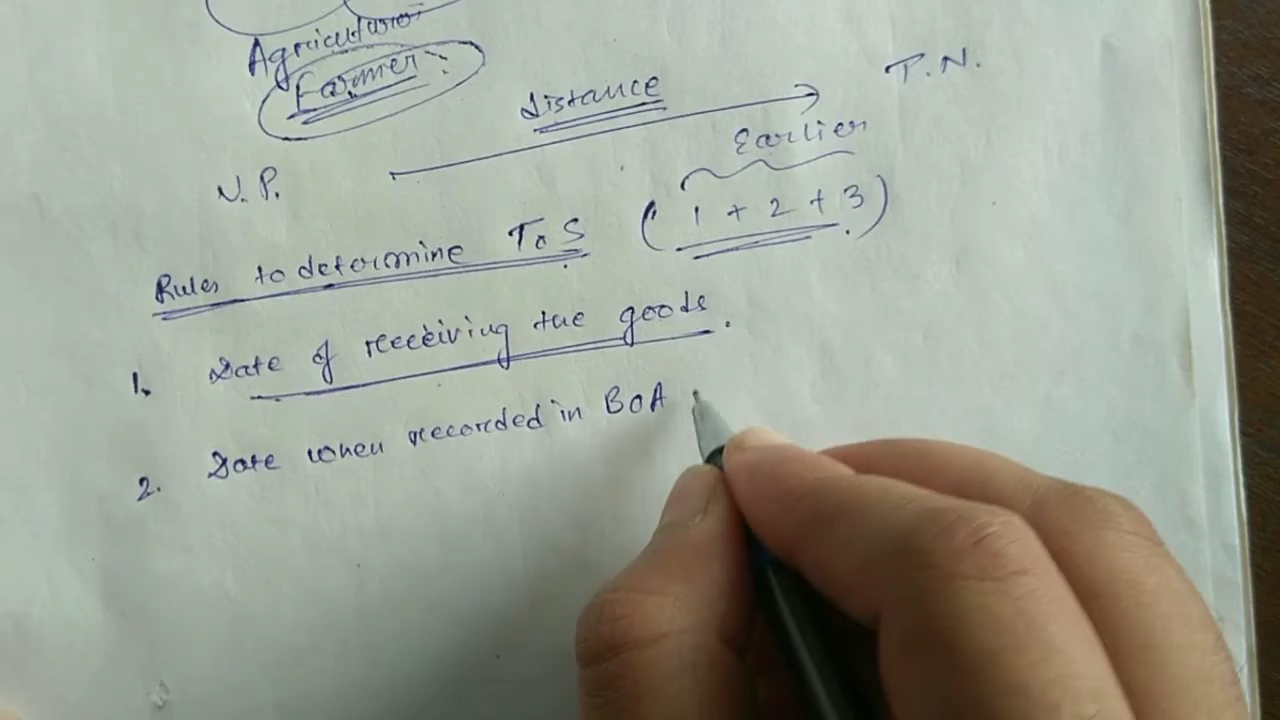 Agriculture
Farmer
distance
T.N.
N.P.
Earlier
Rules to determine ToS (1 + 2 + 3)
1. Date of receiving the goods.
2. Date when recorded in BOA